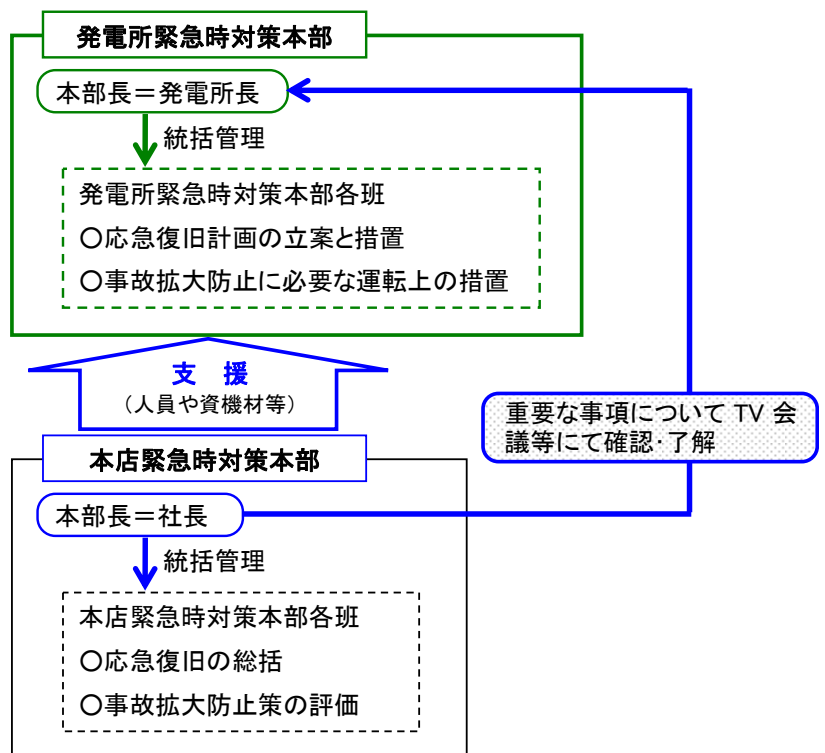 発電所緊急時対策本部
本部長＝発電所長
統括管理
発電所緊急時対策本部各班
○応急復旧計画の立案と措置
○事故拡大防止に必要な運転上の措置
支　援
（人員や資機材等）
重要な事項について TV 会
議等にて確認・了解
本店緊急時対策本部
本部長＝社長
統括管理
本店緊急時対策本部各班
○応急復旧の総括
○事故拡大防止策の評価